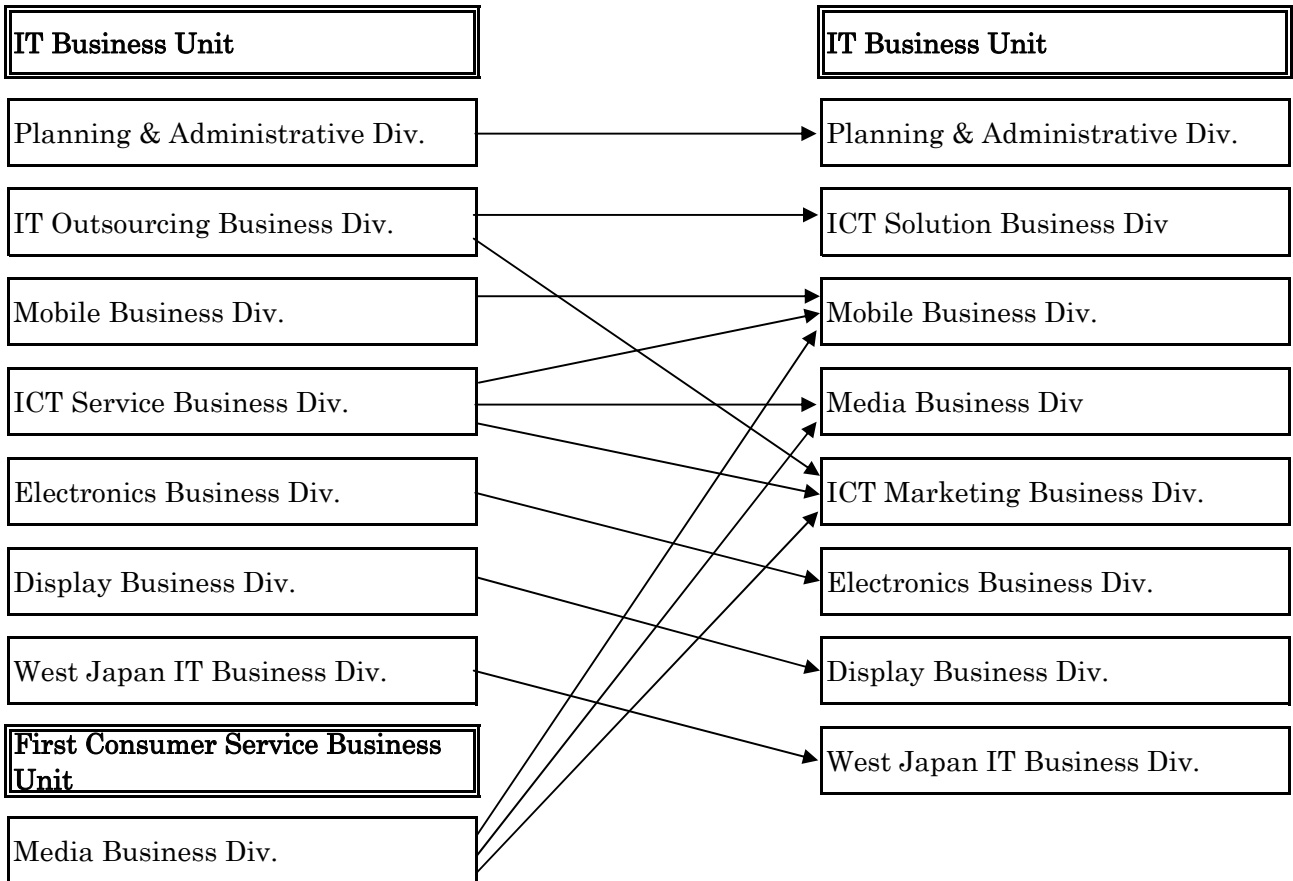 IT Business Unit
Planning & Administrative Div.
IT Outsourcing Business Div.
Mobile Business Div.
ICT Service Business Div.
Electronics Business Div.
Display Business Div.
West Japan IT Business Div.
First Consumer Service Business
Unit
Media Business Div.
IT Business Unit
Planning & Administrative Div.
ICT Solution Business Div
Mobile Business Div.
Media Business Div
ICT Marketing Business Div.
Electronics Business Div.
Display Business Div.
West Japan IT Business Div.